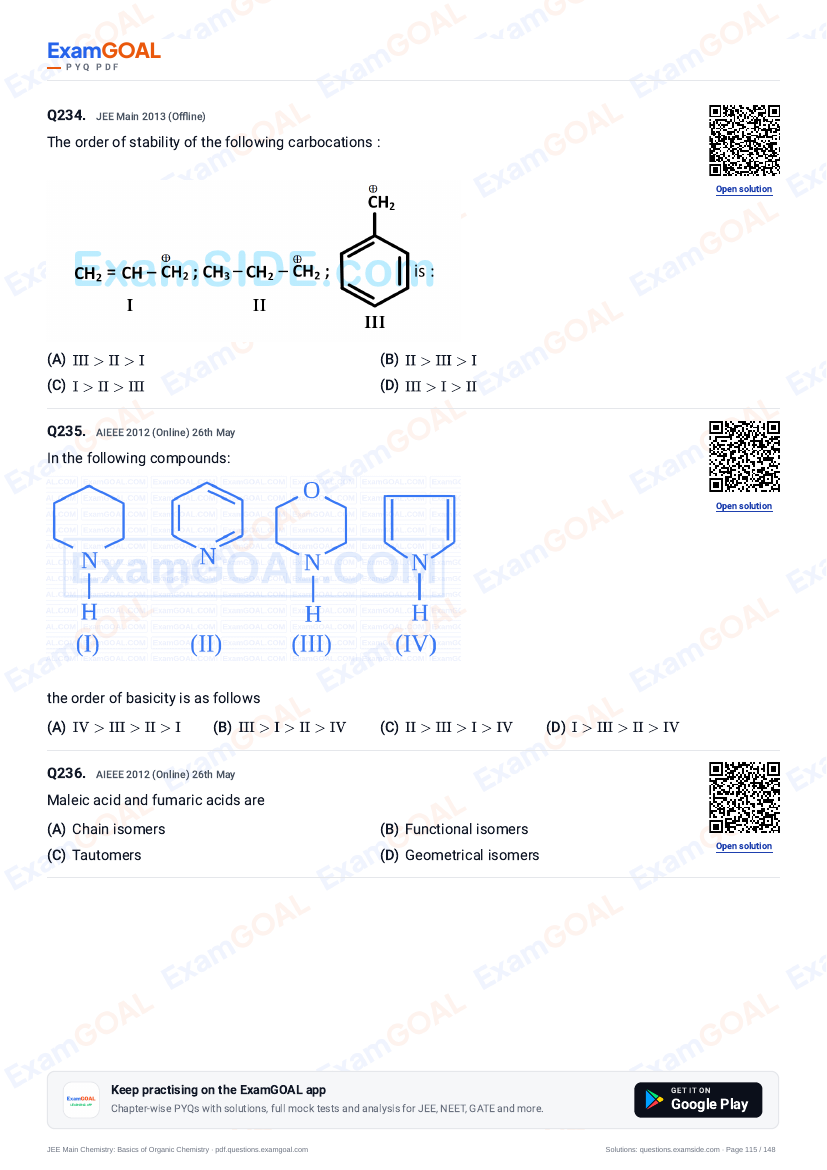 ExamGOAL
PYQ PDF
Q234. JEE Main 2013 (Offline)
The order of stability of the following carbocations :
Open solution
⊕
CH₂
CH₂ = CH – CH₂ ; CH₃ – CH₂ – CH₂ ; is :
⊕ ⊕
I II
III
ExamSIDE.com
(A) III > II > I (B) II > III > I
(C) I > II > III (D) III > I > II
Q235. AIEEE 2012 (Online) 26th May
In the following compounds:
Open solution
O
N N N N
H H H
(I) (II) (III) (IV)
ExamGOAL.COM
the order of basicity is as follows
(A) IV > III > II > I (B) III > I > II > IV (C) II > III > I > IV (D) I > III > II > IV
Q236. AIEEE 2012 (Online) 26th May
Maleic acid and fumaric acids are
(A) Chain isomers (B) Functional isomers
(C) Tautomers (D) Geometrical isomers
Open solution
ExamGOAL
Keep practising on the ExamGOAL app
Chapter-wise PYQs with solutions, full mock tests and analysis for JEE, NEET, GATE and more.
GET IT ON
Google Play
JEE Main Chemistry: Basics of Organic Chemistry · pdf.questions.examgoal.com
Solutions: questions.examside.com · Page 115 / 148